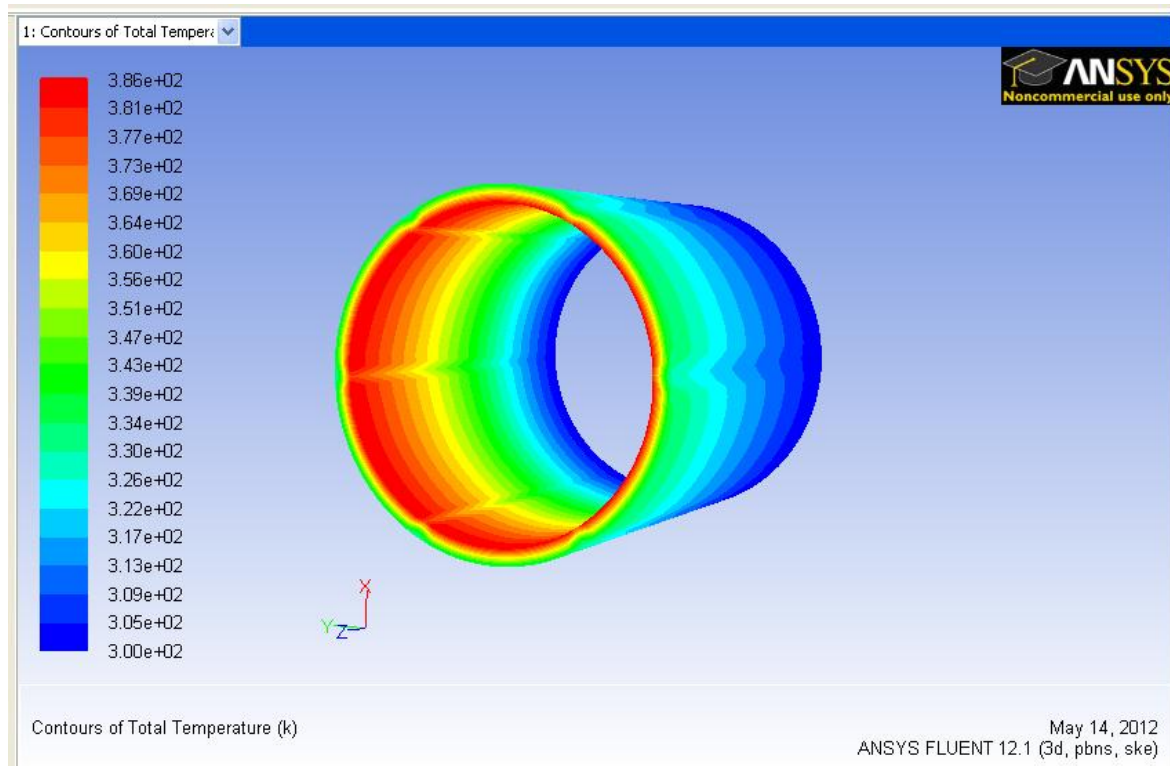 1: Contours of Total Tempera
ANSYS
Noncommercial use only
3.86e+02
3.81e+02
3.77e+02
3.73e+02
3.69e+02
3.64e+02
3.60e+02
3.56e+02
3.51e+02
3.47e+02
3.43e+02
3.39e+02
3.34e+02
3.30e+02
3.26e+02
3.22e+02
3.17e+02
3.13e+02
3.09e+02
3.05e+02
3.00e+02
X
Y
Z
Contours of Total Temperature (k)
May 14, 2012
ANSYS FLUENT 12.1 (3d, pbns, ske)